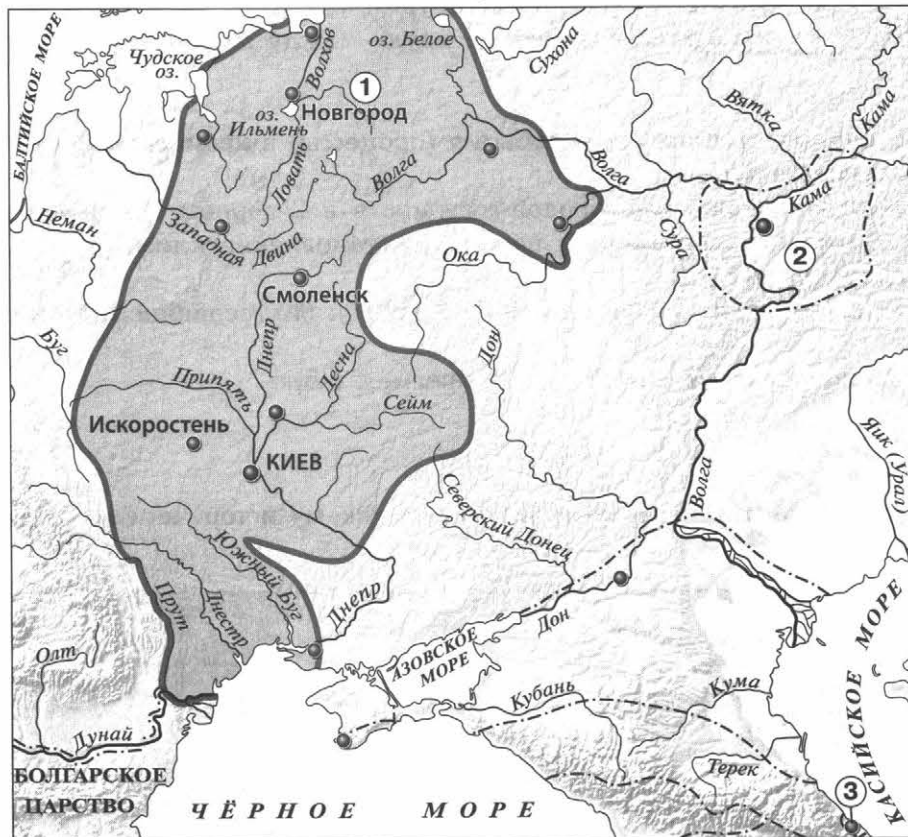 оз. Белое
Сухона
Чудское
оз.
Волхов
1
Новгород
оз.
Ильмень
БАЛТИЙСКОЕ МОРЕ
Вятка
Кама
Ловать
Волга
Волга
Кама
Неман
Западная Двина
Сура
2
Ока
Смоленск
Буг
Днепр
Десна
Дон
Припять
Сейм
Искоростень
КИЕВ
Волга
Яик (Урал)
Северский Донец
Южный Буг
Днепр
Прут
Днестр
Дон
АЗОВСКОЕ
МОРЕ
Олт
Кубань
Кума
КАСПИЙСКОЕ МОРЕ
Дунай
Терек
БОЛГАРСКОЕ
ЦАРСТВО
ЧЁРНОЕ МОРЕ
3